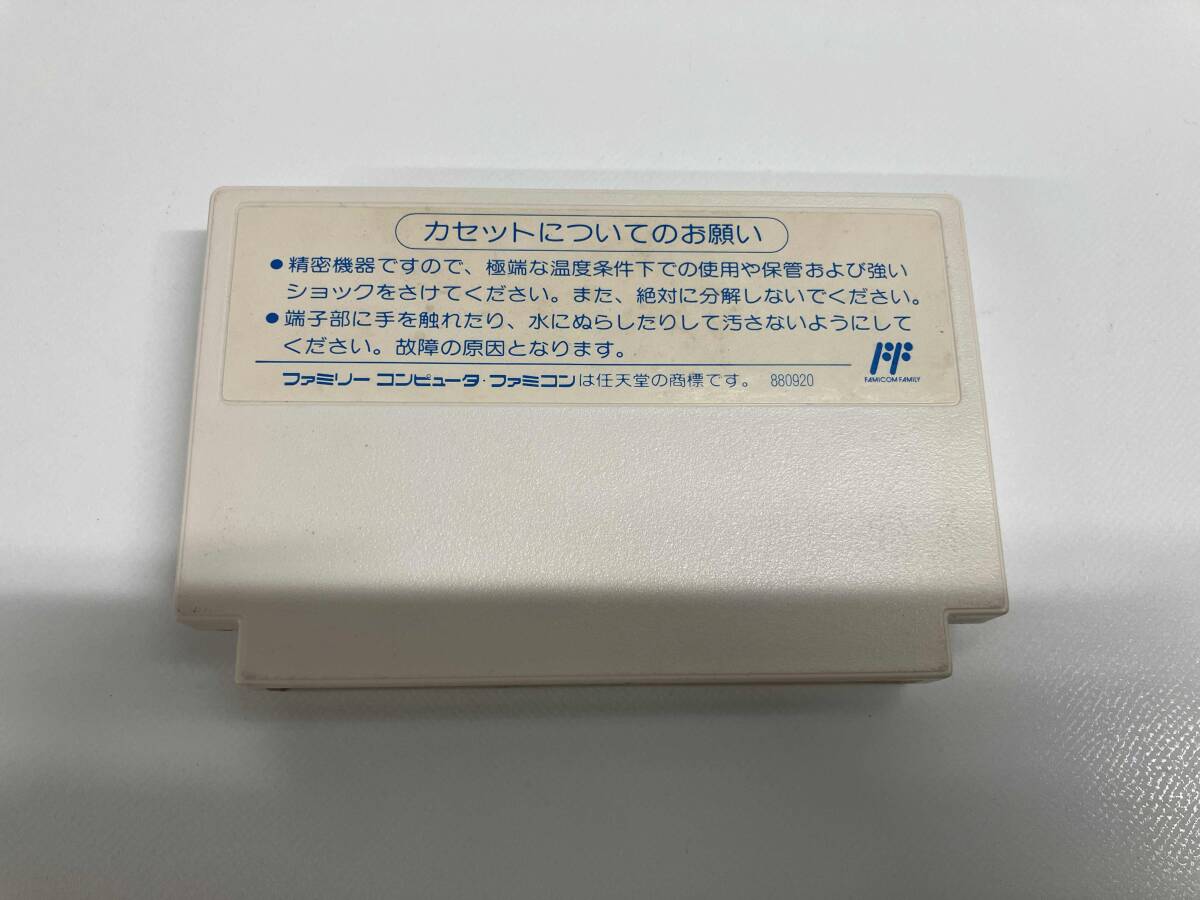 カセットについてのお願い
●精密機器ですので、極端な温度条件下での使用や保管および強い
ショックをさけてください。また、絶対に分解しないでください。
●端子部に手を触れたり、水にぬらしたりして汚さないようにして
ください。故障の原因となります。
ファミリー コンピュータ・ファミコンは任天堂の商標です。 880920
FAMICOM FAMILY